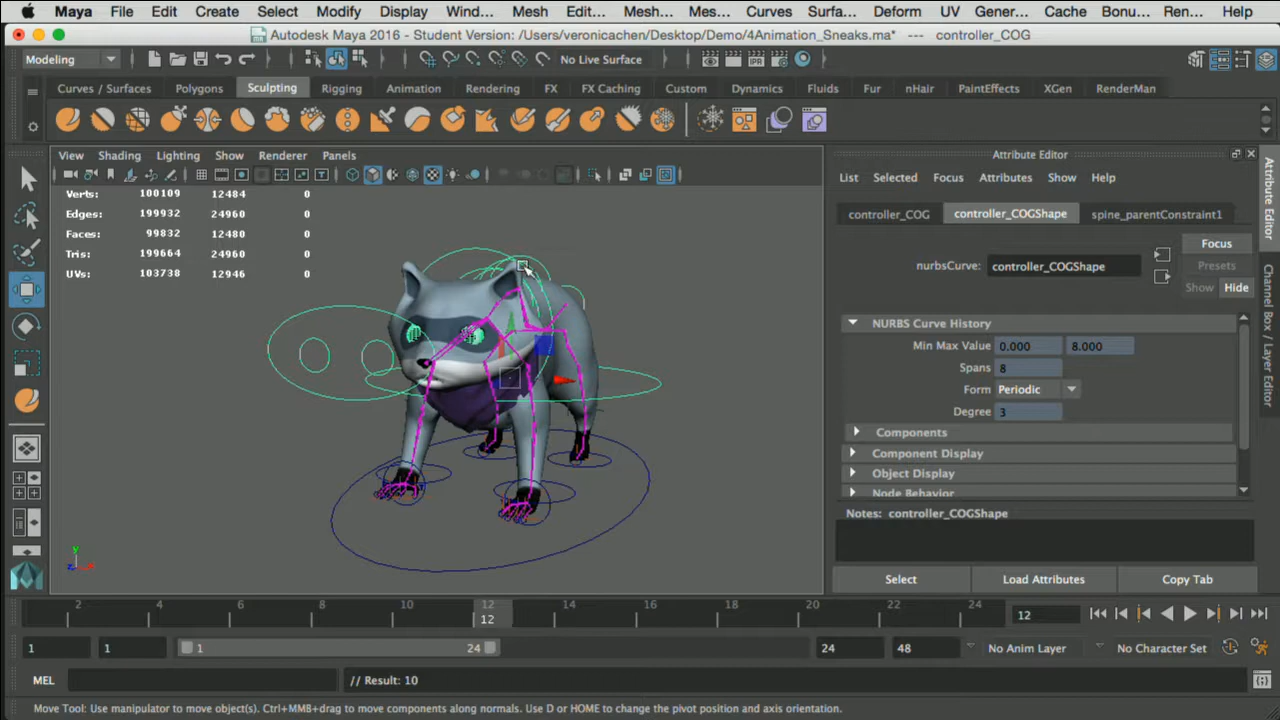 Maya File Edit Create Select Modify Display Wind... Mesh Edit... Mesh... Mes... Curves Surfa... Deform UV Gener... Cache Bonu... Ren... Help
Autodesk Maya 2016 - Student Version: /Users/veronicachen/Desktop/Demo/4Animation_Sneaks.ma* --- controller_COG
Modeling No Live Surface
Curves / Surfaces Polygons Sculpting Rigging Animation Rendering FX FX Caching Custom Dynamics Fluids Fur nHair PaintEffects XGen RenderMan
View Shading Lighting Show Renderer Panels
Verts: 100109 12484 0
Edges: 199932 24960 0
Faces: 99832 12480 0
Tris: 199664 24960 0
UVs: 103738 12946 0
y
z x
Attribute Editor
List Selected Focus Attributes Show Help
controller_COG controller_COGShape spine_parentConstraint1
Focus
nurbsCurve: controller_COGShape
Presets
Show Hide
NURBS Curve History
Min Max Value 0.000 8.000
Spans 8
Form Periodic
Degree 3
Components
Component Display
Object Display
Node Behavior
Notes: controller_COGShape
Select Load Attributes Copy Tab
Attribute Editor
Channel Box / Layer Editor
2 4 6 8 10 12 14 16 18 20 22 24
12
12
1 1 1 24 24 48 No Anim Layer No Character Set
MEL // Result: 10
Move Tool: Use manipulator to move object(s). Ctrl+MMB+drag to move components along normals. Use D or HOME to change the pivot position and axis orientation.